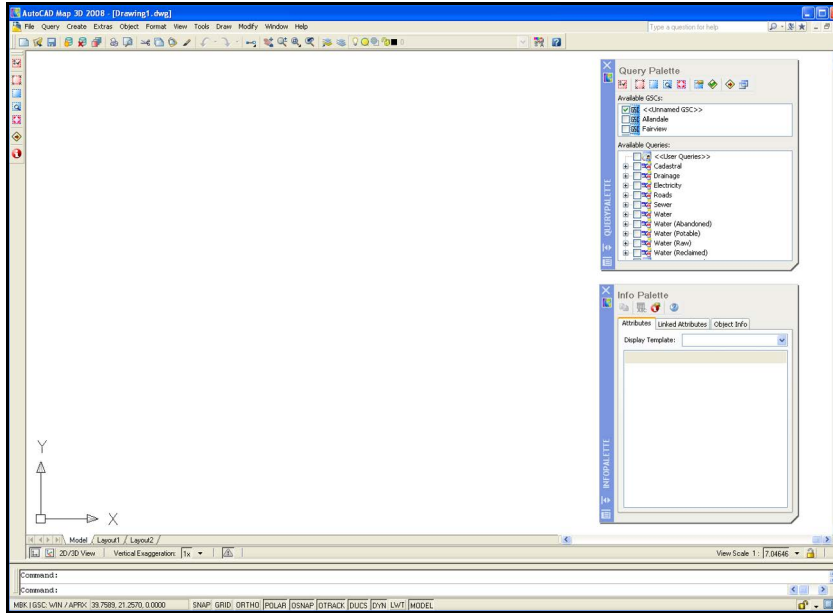 AutoCAD Map 3D 2008 - [Drawing1.dwg]
File Query Create Extras Object Format View Tools Draw Modify Window Help
Type a question for help
Query Palette
Available GSCs:
<<Unnamed GSC>>
Allandale
Fairview
Available Queries:
<<User Queries>>
Cadastral
Drainage
Electricity
Roads
Sewer
Water
Water (Abandoned)
Water (Potable)
Water (Raw)
Water (Reclaimed)
QUERYPALETTE
Info Palette
Attributes Linked Attributes Object Info
Display Template:
INFOPALETTE
Y
X
Model Layout1 Layout2
2D/3D View Vertical Exaggeration: 1x
View Scale 1: 7.04646
Command:
Command:
MBK | GSC: WIN / APRX 39.7589, 21.2570, 0.0000 SNAP GRID ORTHO POLAR OSNAP OTRACK DUCS DYN LWT MODEL